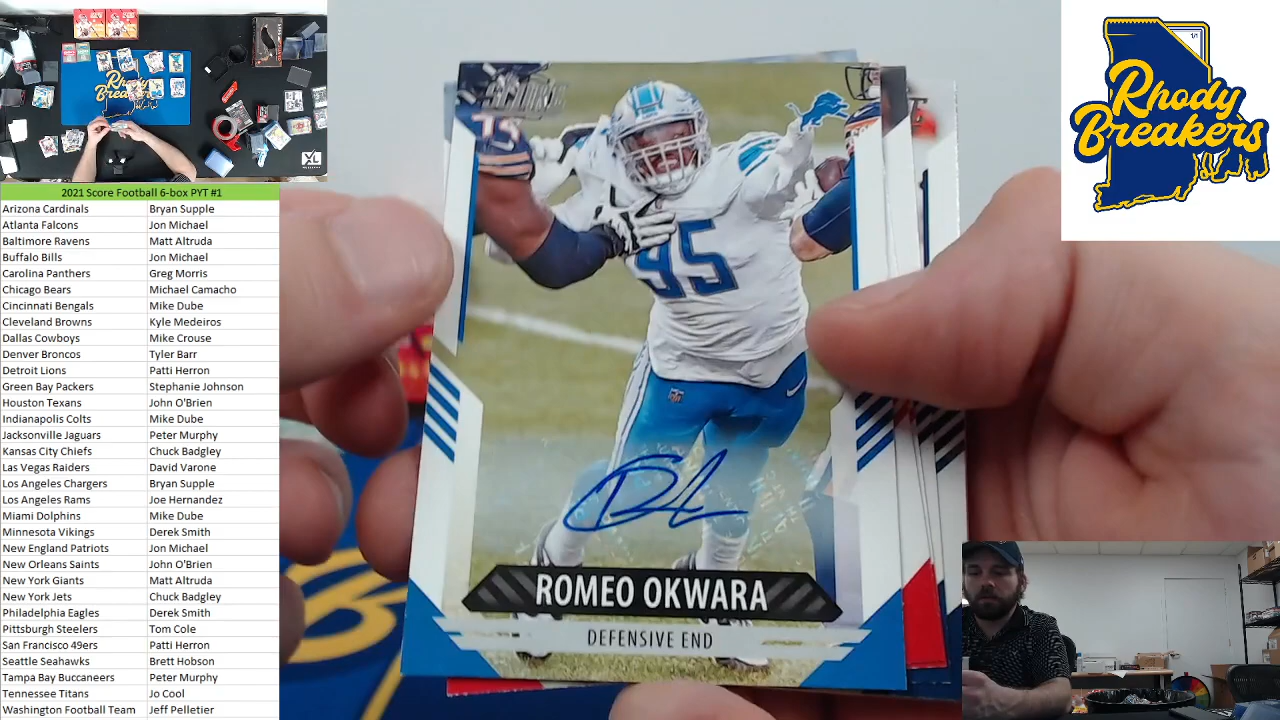 2021 Score Football 6-box PYT #1
Arizona Cardinals Bryan Supple
Atlanta Falcons Jon Michael
Baltimore Ravens Matt Altruda
Buffalo Bills Jon Michael
Carolina Panthers Greg Morris
Chicago Bears Michael Camacho
Cincinnati Bengals Mike Dube
Cleveland Browns Kyle Medeiros
Dallas Cowboys Mike Crouse
Denver Broncos Tyler Barr
Detroit Lions Patti Herron
Green Bay Packers Stephanie Johnson
Houston Texans John O'Brien
Indianapolis Colts Mike Dube
Jacksonville Jaguars Peter Murphy
Kansas City Chiefs Chuck Badgley
Las Vegas Raiders David Varone
Los Angeles Chargers Bryan Supple
Los Angeles Rams Joe Hernandez
Miami Dolphins Mike Dube
Minnesota Vikings Derek Smith
New England Patriots Jon Michael
New Orleans Saints John O'Brien
New York Giants Matt Altruda
New York Jets Chuck Badgley
Philadelphia Eagles Derek Smith
Pittsburgh Steelers Tom Cole
San Francisco 49ers Patti Herron
Seattle Seahawks Brett Hobson
Tampa Bay Buccaneers Peter Murphy
Tennessee Titans Jo Cool
Washington Football Team Jeff Pelletier
SCORE
95
ROMEO OKWARA
DEFENSIVE END
1/1
Rhody
Breakers
XL